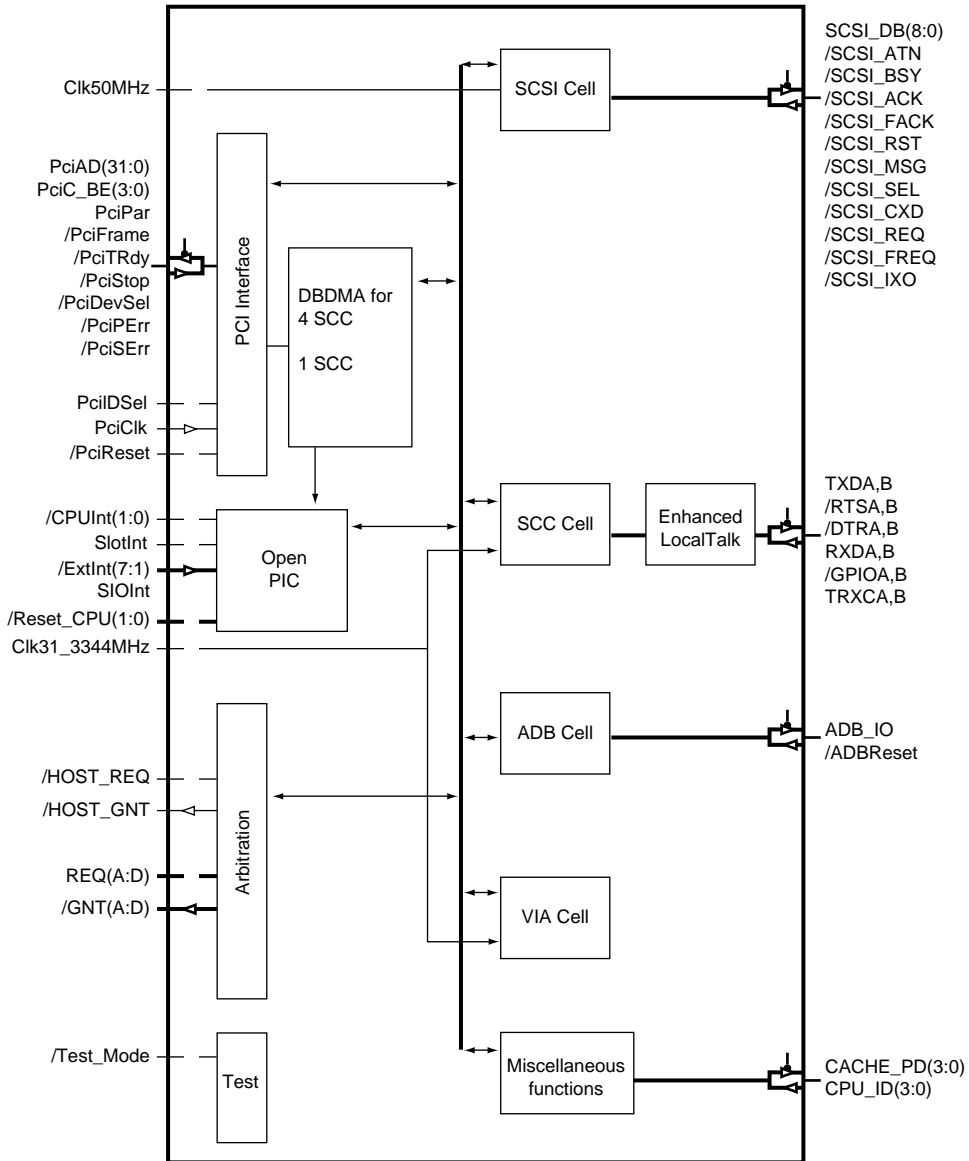 Clk50MHz
PciAD(31:0)
PciC_BE(3:0)
PciPar
/PciFrame
/PciTRdy
/PciStop
/PciDevSel
/PciPErr
/PciSErr
PciIDSel
PciClk
/PciReset
/CPUInt(1:0)
SlotInt
/ExtInt(7:1)
SIOInt
/Reset_CPU(1:0)
Clk31_3344MHz
/HOST_REQ
/HOST_GNT
REQ(A:D)
/GNT(A:D)
/Test_Mode
PCI Interface
DBDMA for
4 SCC
1 SCC
Open
PIC
Arbitration
Test
SCSI Cell
SCC Cell
Enhanced
LocalTalk
ADB Cell
VIA Cell
Miscellaneous
functions
SCSI_DB(8:0)
/SCSI_ATN
/SCSI_BSY
/SCSI_ACK
/SCSI_FACK
/SCSI_RST
/SCSI_MSG
/SCSI_SEL
/SCSI_CXD
/SCSI_REQ
/SCSI_FREQ
/SCSI_IXO
TXDA,B
/RTSA,B
/DTRA,B
RXDA,B
/GPIOA,B
TRXCA,B
ADB_IO
/ADBReset
CACHE_PD(3:0)
CPU_ID(3:0)